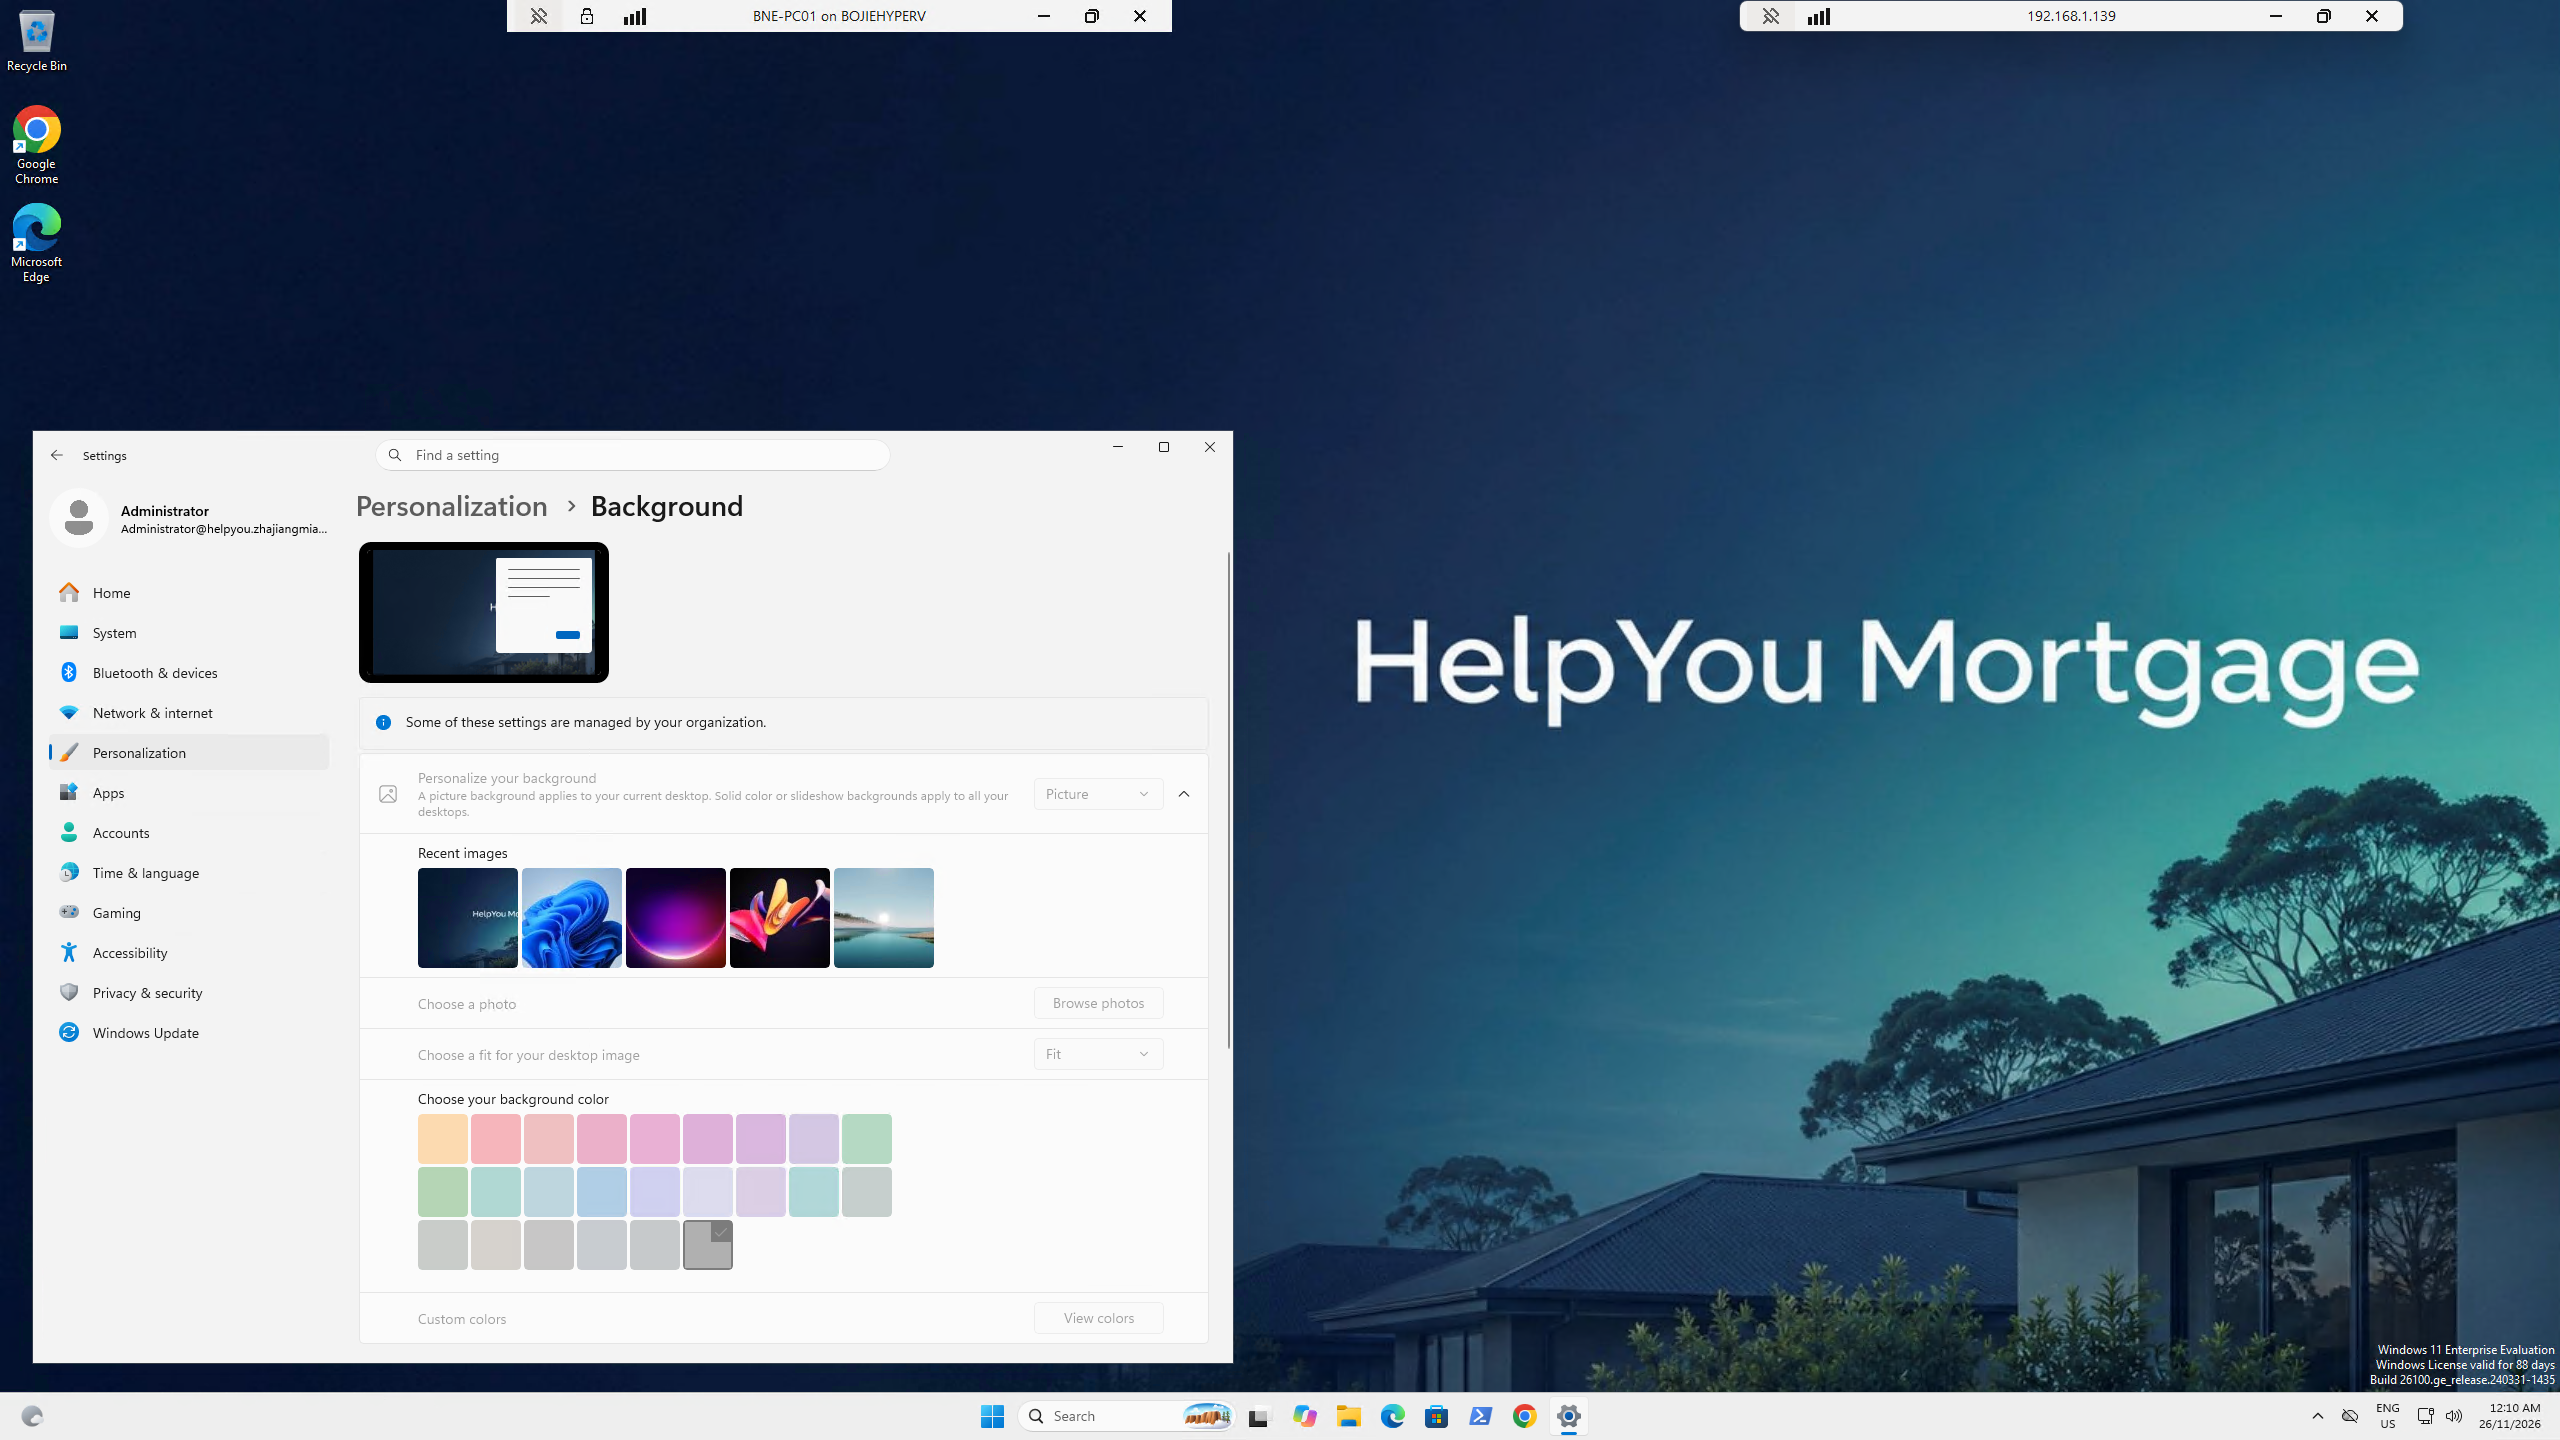 BNE-PC01 on BOJIEHYPERV
192.168.1.139
Recycle Bin
Google
Chrome
Microsoft
Edge
Settings
Find a setting
Administrator
Administrator@helpyou.zhajiangmia...
Home
System
Bluetooth & devices
Network & internet
Personalization
Apps
Accounts
Time & language
Gaming
Accessibility
Privacy & security
Windows Update
Personalization > Background
Some of these settings are managed by your organization.
Personalize your background
A picture background applies to your current desktop. Solid color or slideshow backgrounds apply to all your
desktops.
Picture
Recent images
HelpYou Mo
Choose a photo
Browse photos
Choose a fit for your desktop image
Fit
Choose your background color
Custom colors
View colors
HelpYou Mortgage
Windows 11 Enterprise Evaluation
Windows License valid for 88 days
Build 26100.ge_release.240331-1435
Search
ENG
US
12:10 AM
26/11/2026